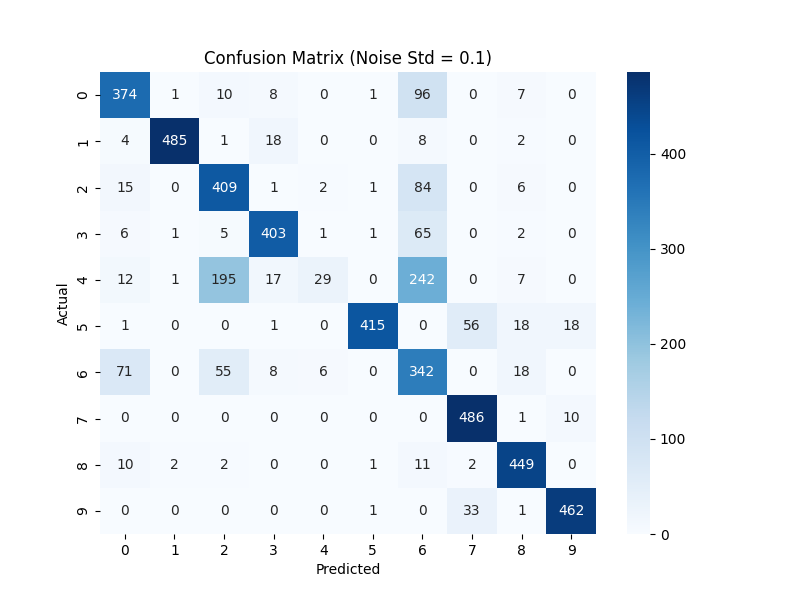 Confusion Matrix (Noise Std = 0.1)
0 374 1 10 8 0 1 96 0 7 0
1 4 485 1 18 0 0 8 0 2 0
2 15 0 409 1 2 1 84 0 6 0
3 6 1 5 403 1 1 65 0 2 0
4 12 1 195 17 29 0 242 0 7 0
5 1 0 0 1 0 415 0 56 18 18
6 71 0 55 8 6 0 342 0 18 0
7 0 0 0 0 0 0 0 486 1 10
8 10 2 2 0 0 1 11 2 449 0
9 0 0 0 0 0 1 0 33 1 462
0 1 2 3 4 5 6 7 8 9
Predicted
Actual
400
300
200
100
0